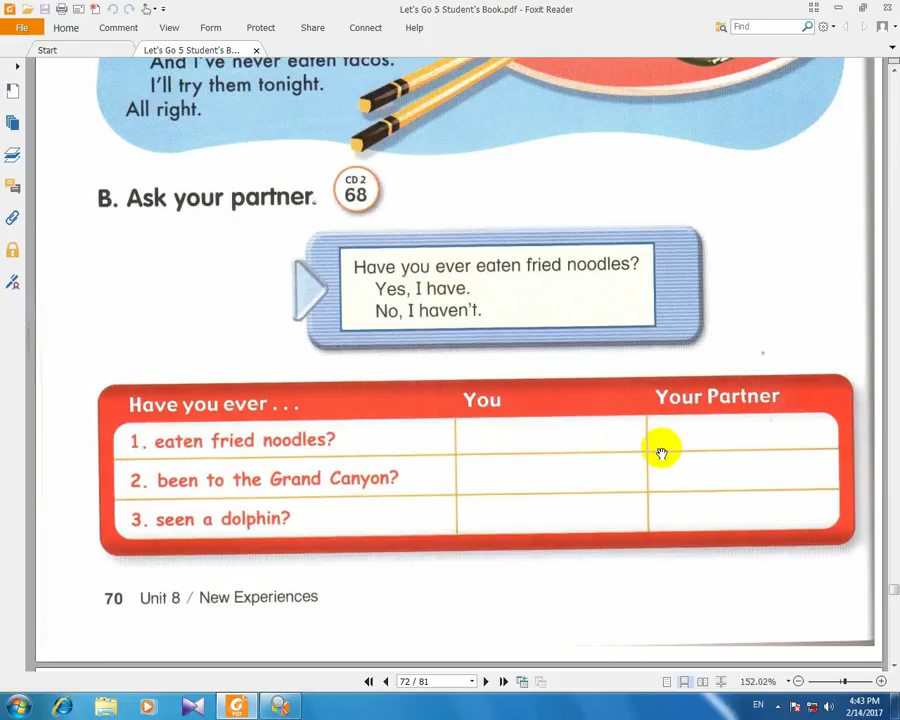 Let's Go 5 Student's Book.pdf - Foxit Reader
File Home Comment View Form Protect Share Connect Help Find
Start Let's Go 5 Student's B...
And I've never eaten tacos.
I'll try them tonight.
All right.
B. Ask your partner.
CD 2
68
Have you ever eaten fried noodles?
Yes, I have.
No, I haven't.
Have you ever . . . You Your Partner
1. eaten fried noodles?
2. been to the Grand Canyon?
3. seen a dolphin?
70 Unit 8 / New Experiences
72 / 81 152.02%
EN 4:43 PM
2/14/2017